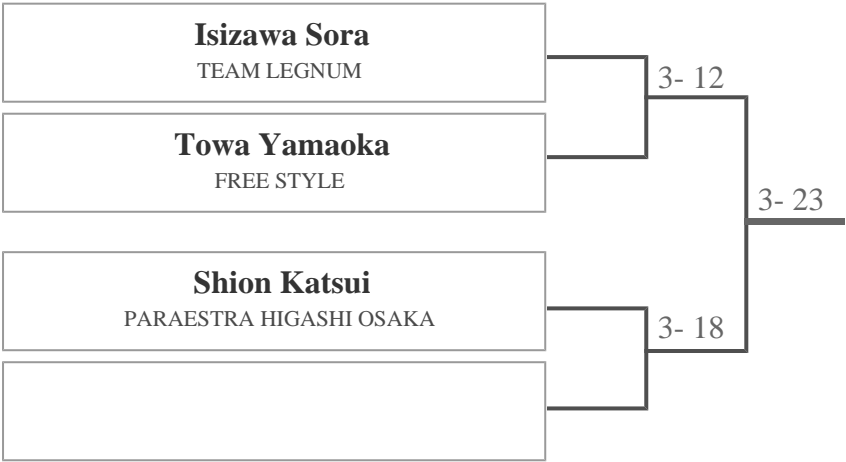 Isizawa Sora
TEAM LEGNUM
3- 12
Towa Yamaoka
FREE STYLE
3- 23
Shion Katsui
PARAESTRA HIGASHI OSAKA
3- 18